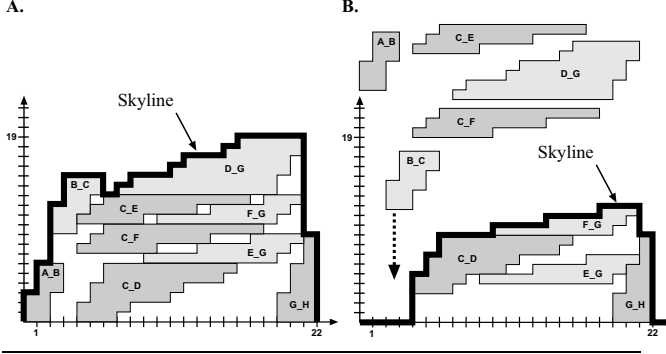 A.
Skyline
19
D_G
B_C
C_E
F_G
C_F
E_G
A_B
C_D
G_H
1
22
B.
A_B
C_E
D_G
C_F
19
B_C
Skyline
F_G
C_D
E_G
G_H
1
22